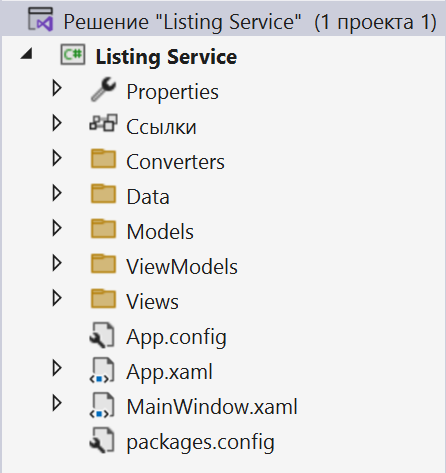 Решение "Listing Service" (1 проекта 1)
C# Listing Service
Properties
Ссылки
Converters
Data
Models
ViewModels
Views
App.config
App.xaml
MainWindow.xaml
packages.config